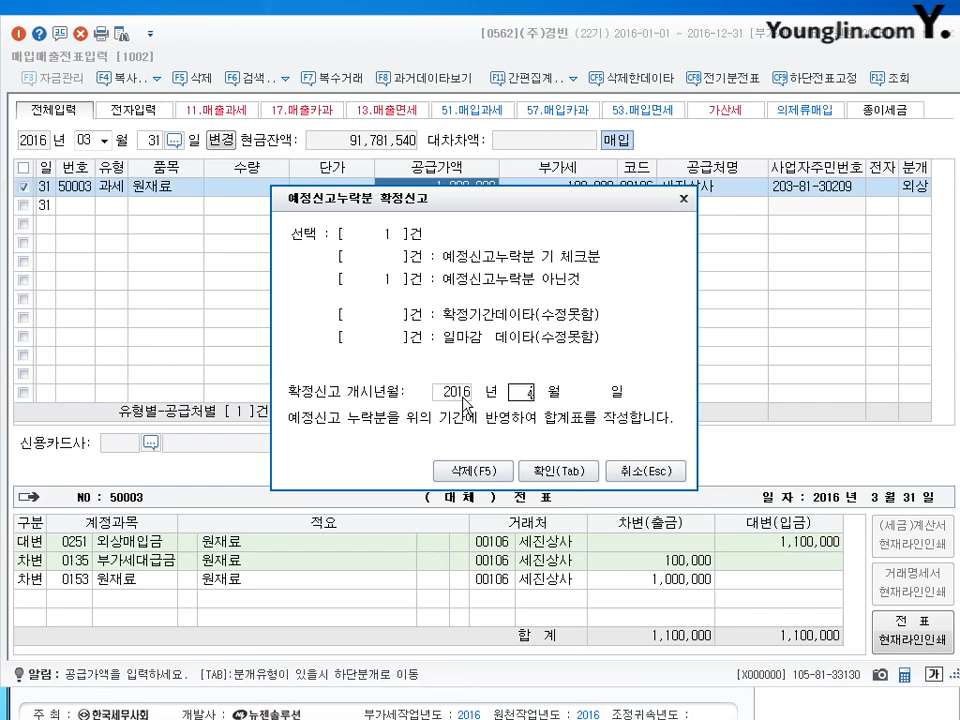 Younglin.com Y.
[0562](주)경빈 (22기) 2016-01-01 ~ 2016-12-31 [부가
매입매출전표입력 [1002]
F3 자금관리 F4 복사.. F5 삭제 F6 검색.. F7 복수거래 F8 과거데이타보기 F11 간편집계.. CF5 삭제한데이타 CF8 전기분전표 CF9 하단전표고정 F12 조회
전체입력 전자입력 11.매출과세 17.매출카과 13.매출면세 51.매입과세 57.매입카과 53.매입면세 가산세 의제류매입 종이세금
2016 년 03 월 31 일 변경 현금잔액: 91,781,540 대차차액: 매입
일 번호 유형 품목 수량 단가 공급가액 부가세 코드 공급처명 사업자주민번호 전자 분개
31 50003 과세 원재료 203-81-30209 외상
31
예정신고누락분 확정신고 x
선택 : [ 1 ]건
[ ]건 : 예정신고누락분 기 체크분
[ 1 ]건 : 예정신고누락분 아닌것
[ ]건 : 확정기간데이타(수정못함)
[ ]건 : 일마감 데이타(수정못함)
확정신고 개시년월: 2016 년 4 월 일
예정신고 누락분을 위의 기간에 반영하여 합계표를 작성합니다.
삭제(F5) 확인(Tab) 취소(Esc)
유형별-공급처별 [ 1 ]건
신용카드사:
NO : 50003 ( 대 체 ) 전 표 일 자 : 2016 년 3 월 31 일
구분 계정과목 적요 거래처 차변(출금) 대변(입금)
대변 0251 외상매입금 원재료 00106 세진상사 1,100,000
차변 0135 부가세대급금 원재료 00106 세진상사 100,000
차변 0153 원재료 원재료 00106 세진상사 1,000,000
합 계 1,100,000 1,100,000
(세금)계산서
현재라인인쇄
거래명세서
현재라인인쇄
전 표
현재라인인쇄
알림: 공급가액을 입력하세요. [TAB]:분개유형이 있을시 하단분개로 이동 [X000000] 105-81-33130 가
주 최 : 한국세무사회 개발사 : 뉴젠솔루션 부가세작업년도 : 2016 원천작업년도 : 2016 조정귀속년도 :